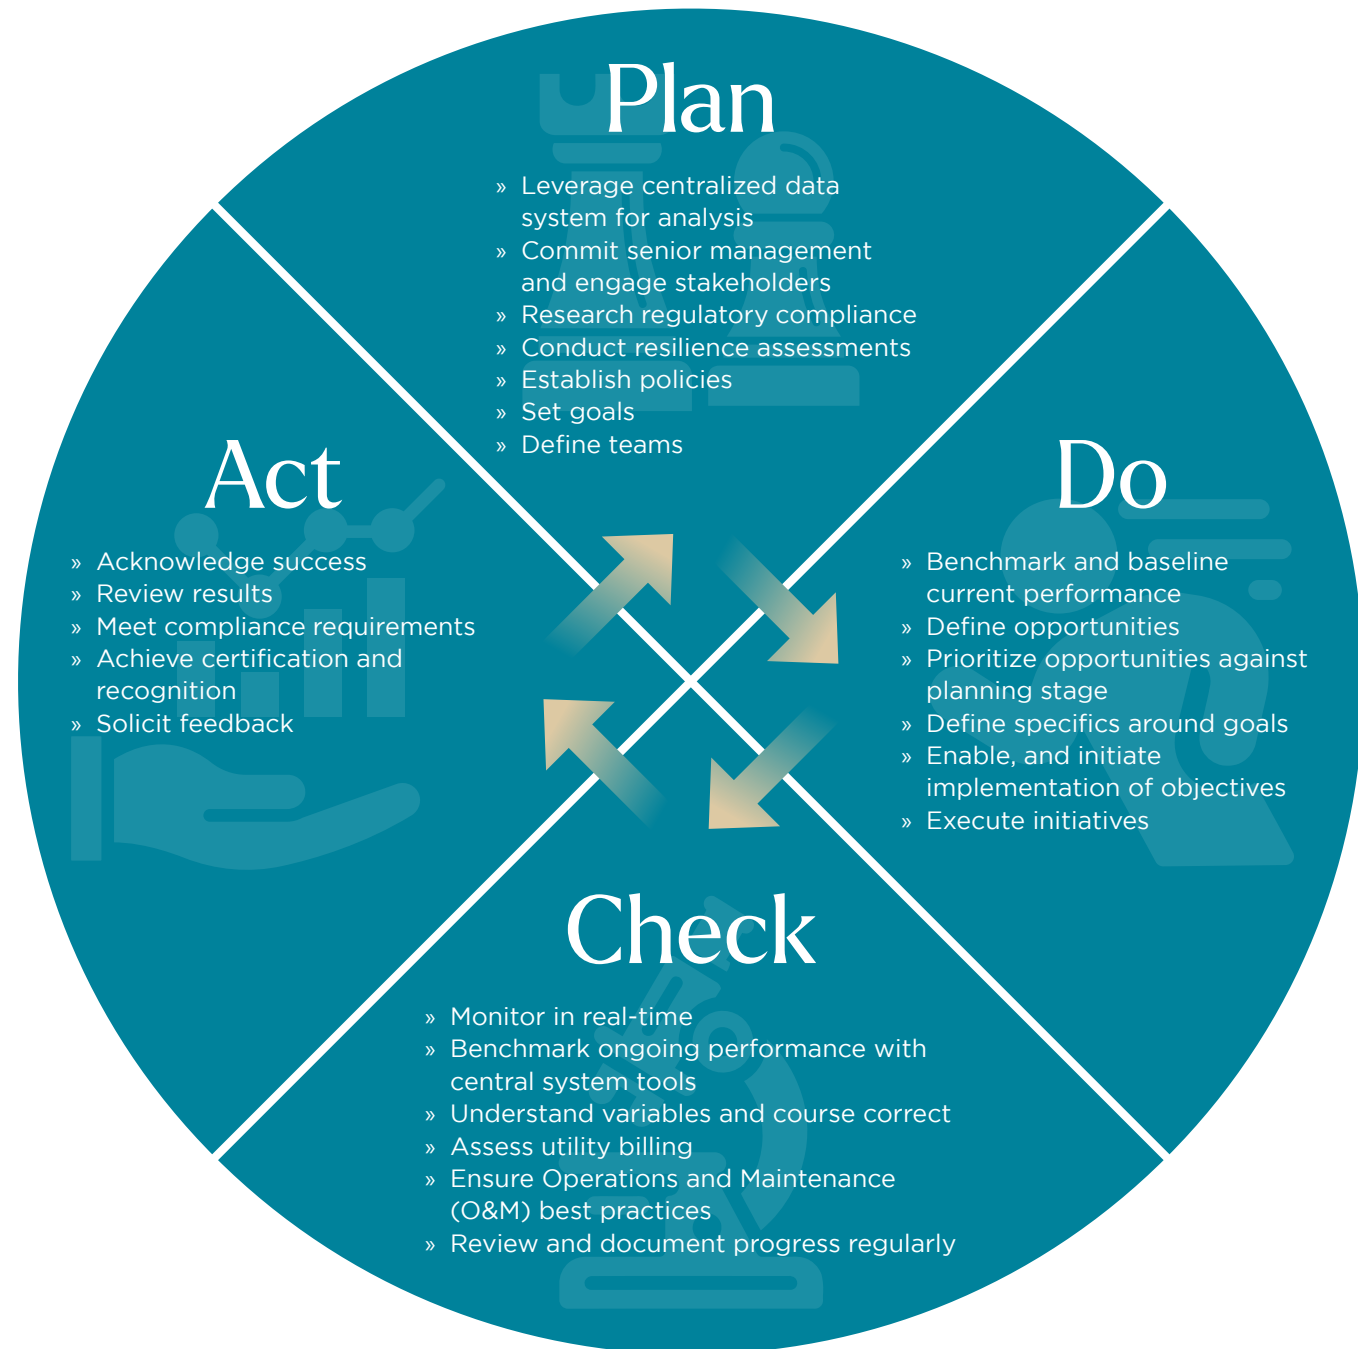 Plan
» Leverage centralized data
system for analysis
» Commit senior management
and engage stakeholders
» Research regulatory compliance
» Conduct resilience assessments
» Establish policies
» Set goals
» Define teams
Do
» Benchmark and baseline
current performance
» Define opportunities
» Prioritize opportunities against
planning stage
» Define specifics around goals
» Enable, and initiate
implementation of objectives
» Execute initiatives
Check
» Monitor in real-time
» Benchmark ongoing performance with
central system tools
» Understand variables and course correct
» Assess utility billing
» Ensure Operations and Maintenance
(O&M) best practices
» Review and document progress regularly
Act
» Acknowledge success
» Review results
» Meet compliance requirements
» Achieve certification and
recognition
» Solicit feedback